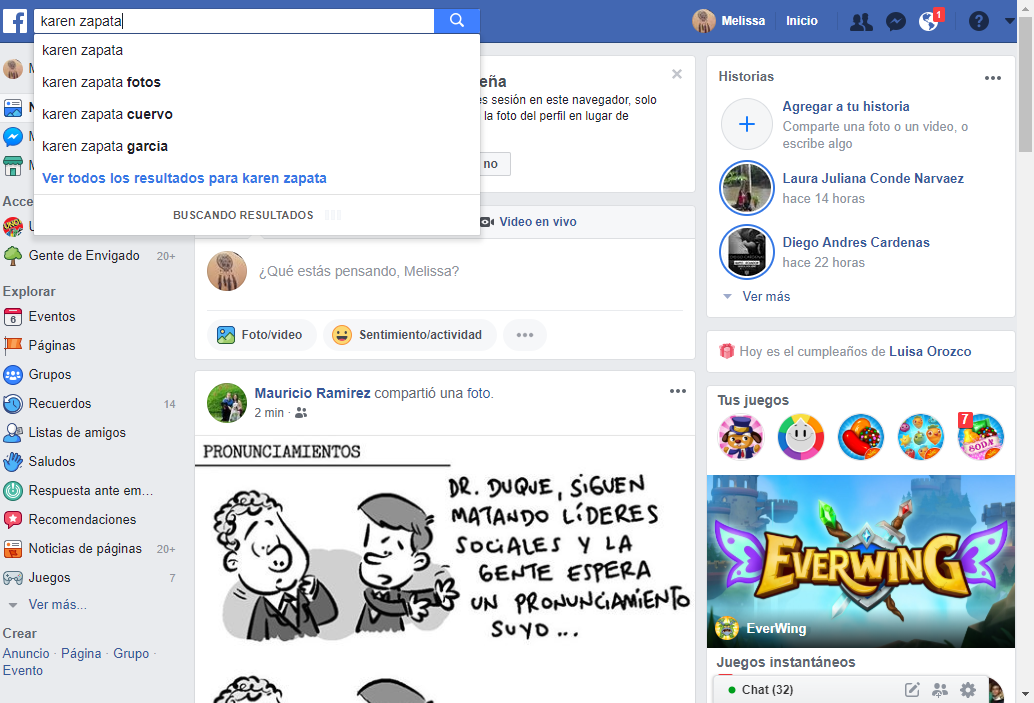 karen zapata
Melissa
Inicio
1
karen zapata
karen zapata fotos
karen zapata cuervo
karen zapata garcia
Ver todos los resultados para karen zapata
BUSCANDO RESULTADOS
eña
es sesión en este navegador, solo
la foto del perfil en lugar de
no
Acce
Gente de Envigado 20+
Explorar
Eventos
Páginas
Grupos
Recuerdos 14
Listas de amigos
Saludos
Respuesta ante em...
Recomendaciones
Noticias de páginas 20+
Juegos 7
Ver más...
Crear
Anuncio · Página · Grupo ·
Evento
Video en vivo
¿Qué estás pensando, Melissa?
Foto/video
Sentimiento/actividad
Mauricio Ramirez compartió una foto.
2 min ·
PRONUNCIAMIENTOS
DR. DUQUE, SIGUEN
MATANDO LÍDERES
SOCIALES Y LA
GENTE ESPERA
UN PRONUNCIAMIENTO
SUYO...
Historias
Agregar a tu historia
Comparte una foto o un video, o
escribe algo
Laura Juliana Conde Narvaez
hace 14 horas
Diego Andres Cardenas
hace 22 horas
Ver más
Hoy es el cumpleaños de Luisa Orozco
Tus juegos
7
SODA
EVERWING
EverWing
Juegos instantáneos
Chat (32)